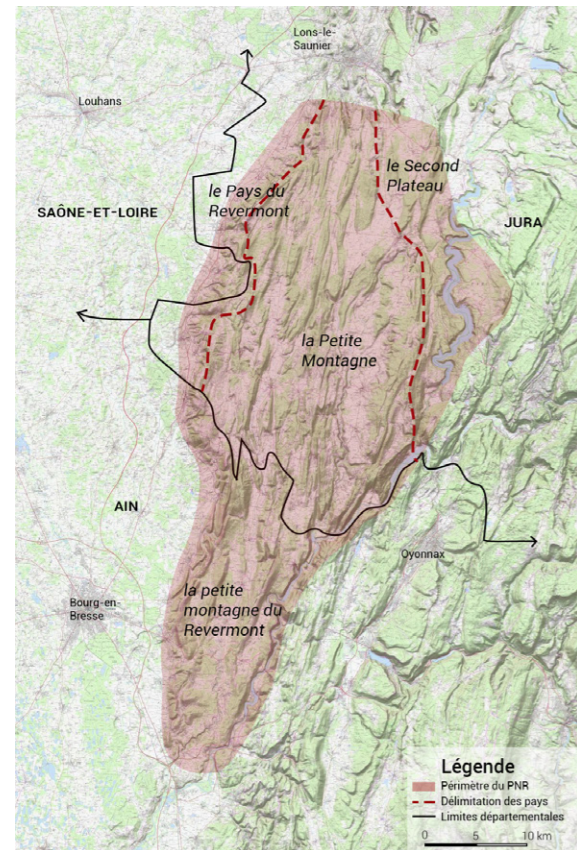 Lons-le-
Saunier
Louhans
le Second
Plateau
le Pays du
Revermont
SAÔNE-ET-LOIRE
JURA
la Petite
Montagne
AIN
Oyonnax
la petite
montagne du
Revermont
Bourg-en-
Bresse
Légende
Périmètre du PNR
Délimitation des pays
Limites départementales
0 5 10 km